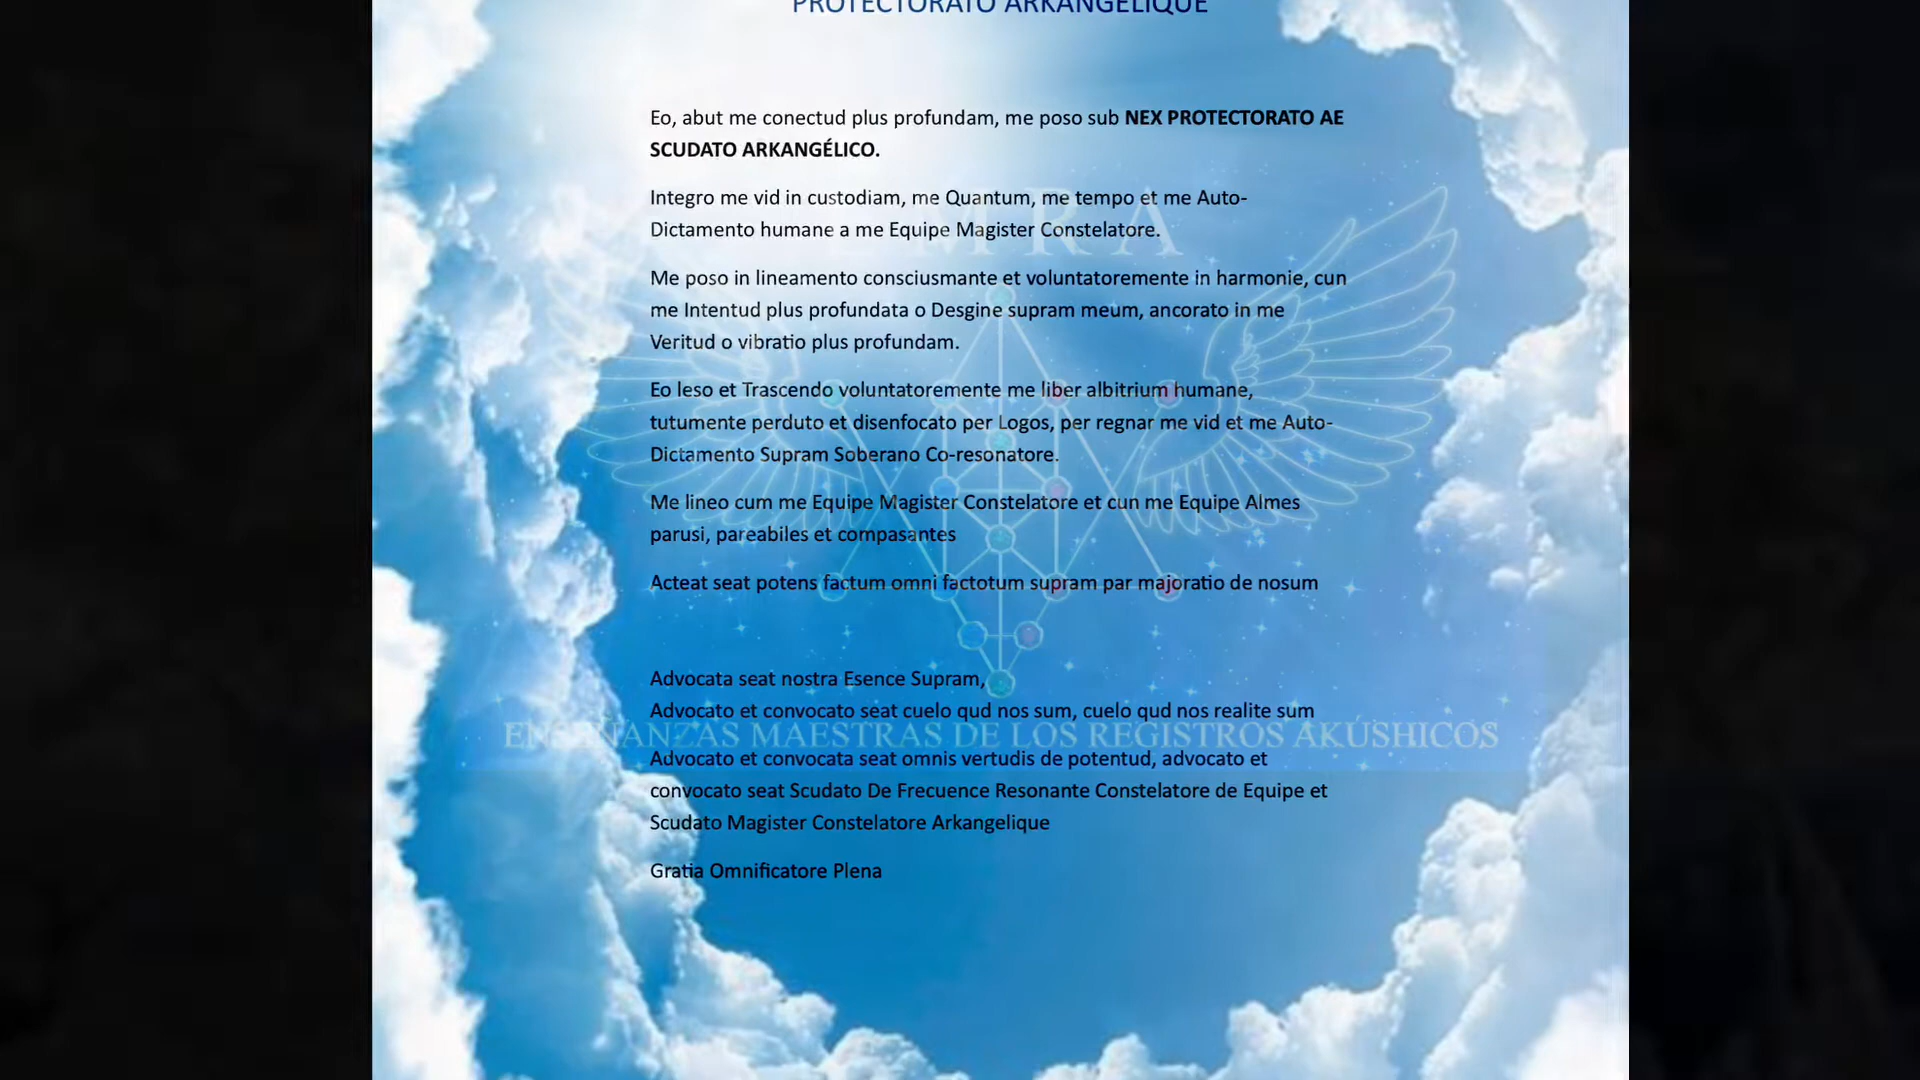 PROTECTORATO ARKANGELIQUE
Eo, abut me conectud plus profundam, me poso sub NEX PROTECTORATO AE
SCUDATO ARKANGÉLICO.
Integro me vid in custodiam, me Quantum, me tempo et me Auto-
Dictamento humane a me Equipe Magister Constelatore.
Me poso in lineamento consciusmante et voluntatoremente in harmonie, cun
me Intentud plus profundata o Desgine supram meum, ancorato in me
Veritud o vibratio plus profundam.
Eo leso et Trascendo voluntatoremente me liber albitrium humane,
tutumente perduto et disenfocato per Logos, per regnar me vid et me Auto-
Dictamento Supram Soberano Co-resonatore.
Me lineo cum me Equipe Magister Constelatore et cun me Equipe Almes
parusi, pareabiles et compasantes
Acteat seat potens factum omni factotum supram par majoratio de nosum
Advocata seat nostra Esence Supram,
Advocato et convocato seat cuelo qud nos sum, cuelo qud nos realite sum
ENSEÑANZAS MAESTRAS DE LOS REGISTROS AKÚSHICOS
Advocato et convocata seat omnis vertudis de potentud, advocato et
convocato seat Scudato De Frecuence Resonante Constelatore de Equipe et
Scudato Magister Constelatore Arkangelique
Gratia Omnificatore Plena